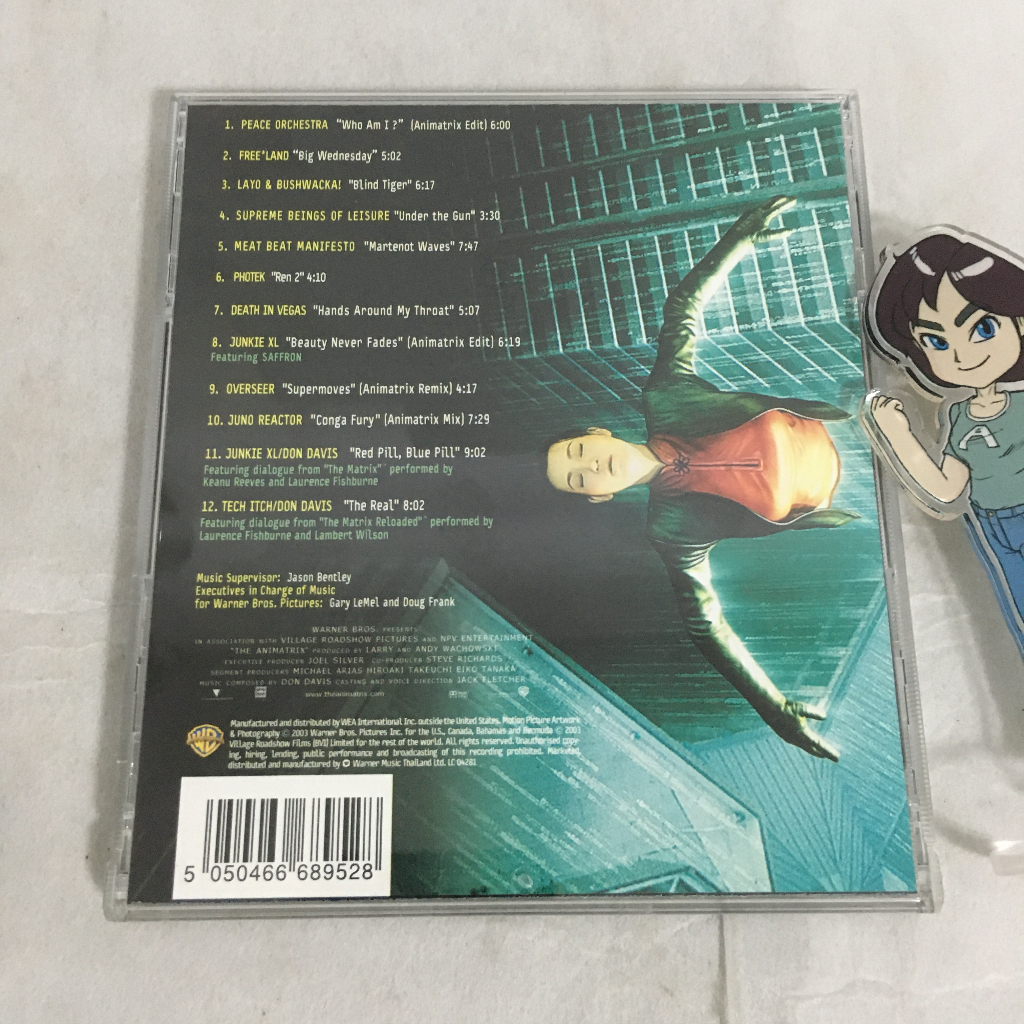 1. PEACE ORCHESTRA "Who Am I ?" (Animatrix Edit) 6:00
2. FREE*LAND "Big Wednesday" 5:02
3. LAYO & BUSHWACKA! "Blind Tiger" 6:17
4. SUPREME BEINGS OF LEISURE "Under the Gun" 3:30
5. MEAT BEAT MANIFESTO "Martenot Waves" 7:47
6. PHOTEK "Ren 2" 4:10
7. DEATH IN VEGAS "Hands Around My Throat" 5:07
8. JUNKIE XL "Beauty Never Fades" (Animatrix Edit) 6:19
Featuring SAFFRON
9. OVERSEER "Supermoves" (Animatrix Remix) 4:17
10. JUNO REACTOR "Conga Fury" (Animatrix Mix) 7:29
11. JUNKIE XL/DON DAVIS "Red Pill, Blue Pill" 9:02
Featuring dialogue from "The Matrix" performed by
Keanu Reeves and Laurence Fishburne
12. TECH ITCH/DON DAVIS "The Real" 8:02
Featuring dialogue from "The Matrix Reloaded" performed by
Laurence Fishburne and Lambert Wilson
Music Supervisor: Jason Bentley
Executives in Charge of Music
for Warner Bros. Pictures: Gary LeMel and Doug Frank
WARNER BROS. PRESENTS
IN ASSOCIATION WITH VILLAGE ROADSHOW PICTURES AND NPV ENTERTAINMENT
"THE ANIMATRIX" PRODUCED BY LARRY AND ANDY WACHOWSKI
EXECUTIVE PRODUCER JOEL SILVER CO-PRODUCER STEVE RICHARDS
SEGMENT PRODUCERS MICHAEL ARIAS HIROAKI TAKEUCHI EIKO TANAKA
MUSIC COMPOSED BY DON DAVIS CASTING AND VOICE DIRECTION JACK FLETCHER
www.theanimatrix.com
WB
Manufactured and distributed by WEA International Inc. outside the United States. Motion Picture Artwork
& Photography © 2003 Warner Bros. Pictures Inc. for the U.S., Canada, Bahamas and Bermuda © 2001
Village Roadshow Films (BVI) Limited for the rest of the world. All rights reserved. Unauthorised copy-
ing, hiring, lending, public performance and broadcasting of this recording prohibited. Marketed,
distributed and manufactured by Warner Music Thailand Ltd. LC 04281
5 050466 689528
A